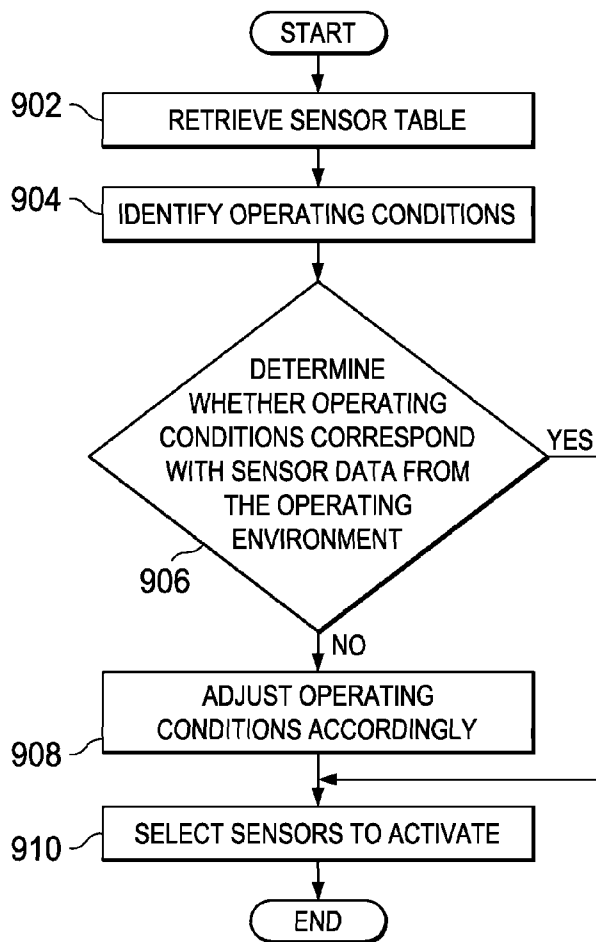 START
902
RETRIEVE SENSOR TABLE
904
IDENTIFY OPERATING CONDITIONS
DETERMINE
WHETHER OPERATING
CONDITIONS CORRESPOND
WITH SENSOR DATA FROM
THE OPERATING
ENVIRONMENT
YES
906
NO
ADJUST OPERATING
CONDITIONS ACCORDINGLY
908
SELECT SENSORS TO ACTIVATE
910
END